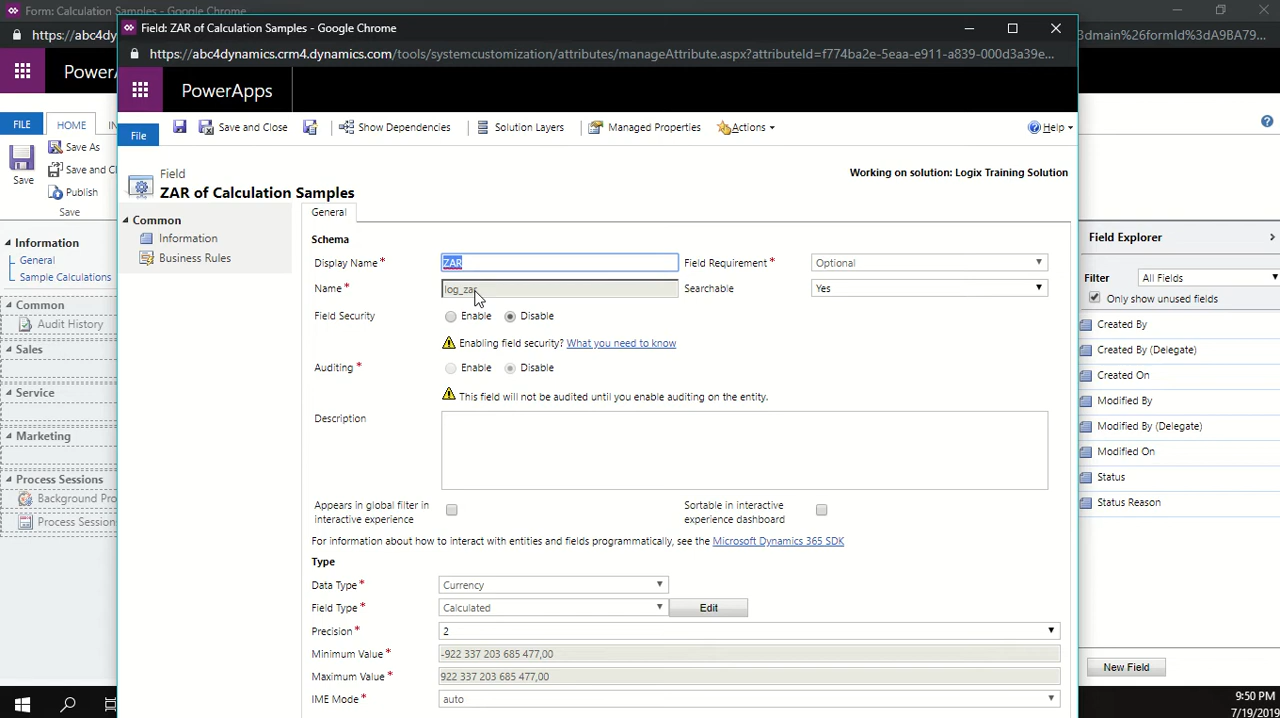 Form: Calculation Samples - Google Chrome
Field: ZAR of Calculation Samples - Google Chrome
https://abc4dy
https://abc4dynamics.crm4.dynamics.com/tools/systemcustomization/attributes/manageAttribute.aspx?attributeId=f774ba2e-5eaa-e911-a839-000d3a39e...
3dmain%26formId%3dA9BA79...
PowerApps
FILE
HOME
Save
Save As
Publish
Save
File
Save and Close
Show Dependencies
Solution Layers
Managed Properties
Actions
Help
Field
ZAR of Calculation Samples
Working on solution: Logix Training Solution
Common
Information
Business Rules
Information
General
Sample Calculations
Common
Audit History
Sales
Service
Marketing
Process Sessions
Background Pro
Process Session
General
Schema
Display Name*
ZAR
Field Requirement*
Optional
Name*
log_zar
Searchable
Yes
Field Security
Enable
Disable
Enabling field security? What you need to know
Auditing*
Enable
Disable
This field will not be audited until you enable auditing on the entity.
Description
Appears in global filter in
interactive experience
Sortable in interactive
experience dashboard
For information about how to interact with entities and fields programmatically, see the Microsoft Dynamics 365 SDK
Type
Data Type*
Currency
Field Type*
Calculated
Edit
Precision*
2
Minimum Value*
-922 337 203 685 477,00
Maximum Value*
922 337 203 685 477,00
IME Mode*
auto
Field Explorer
Filter
All Fields
Only show unused fields
Created By
Created By (Delegate)
Created On
Modified By
Modified By (Delegate)
Modified On
Status
Status Reason
New Field
9:50 PM
7/19/2019